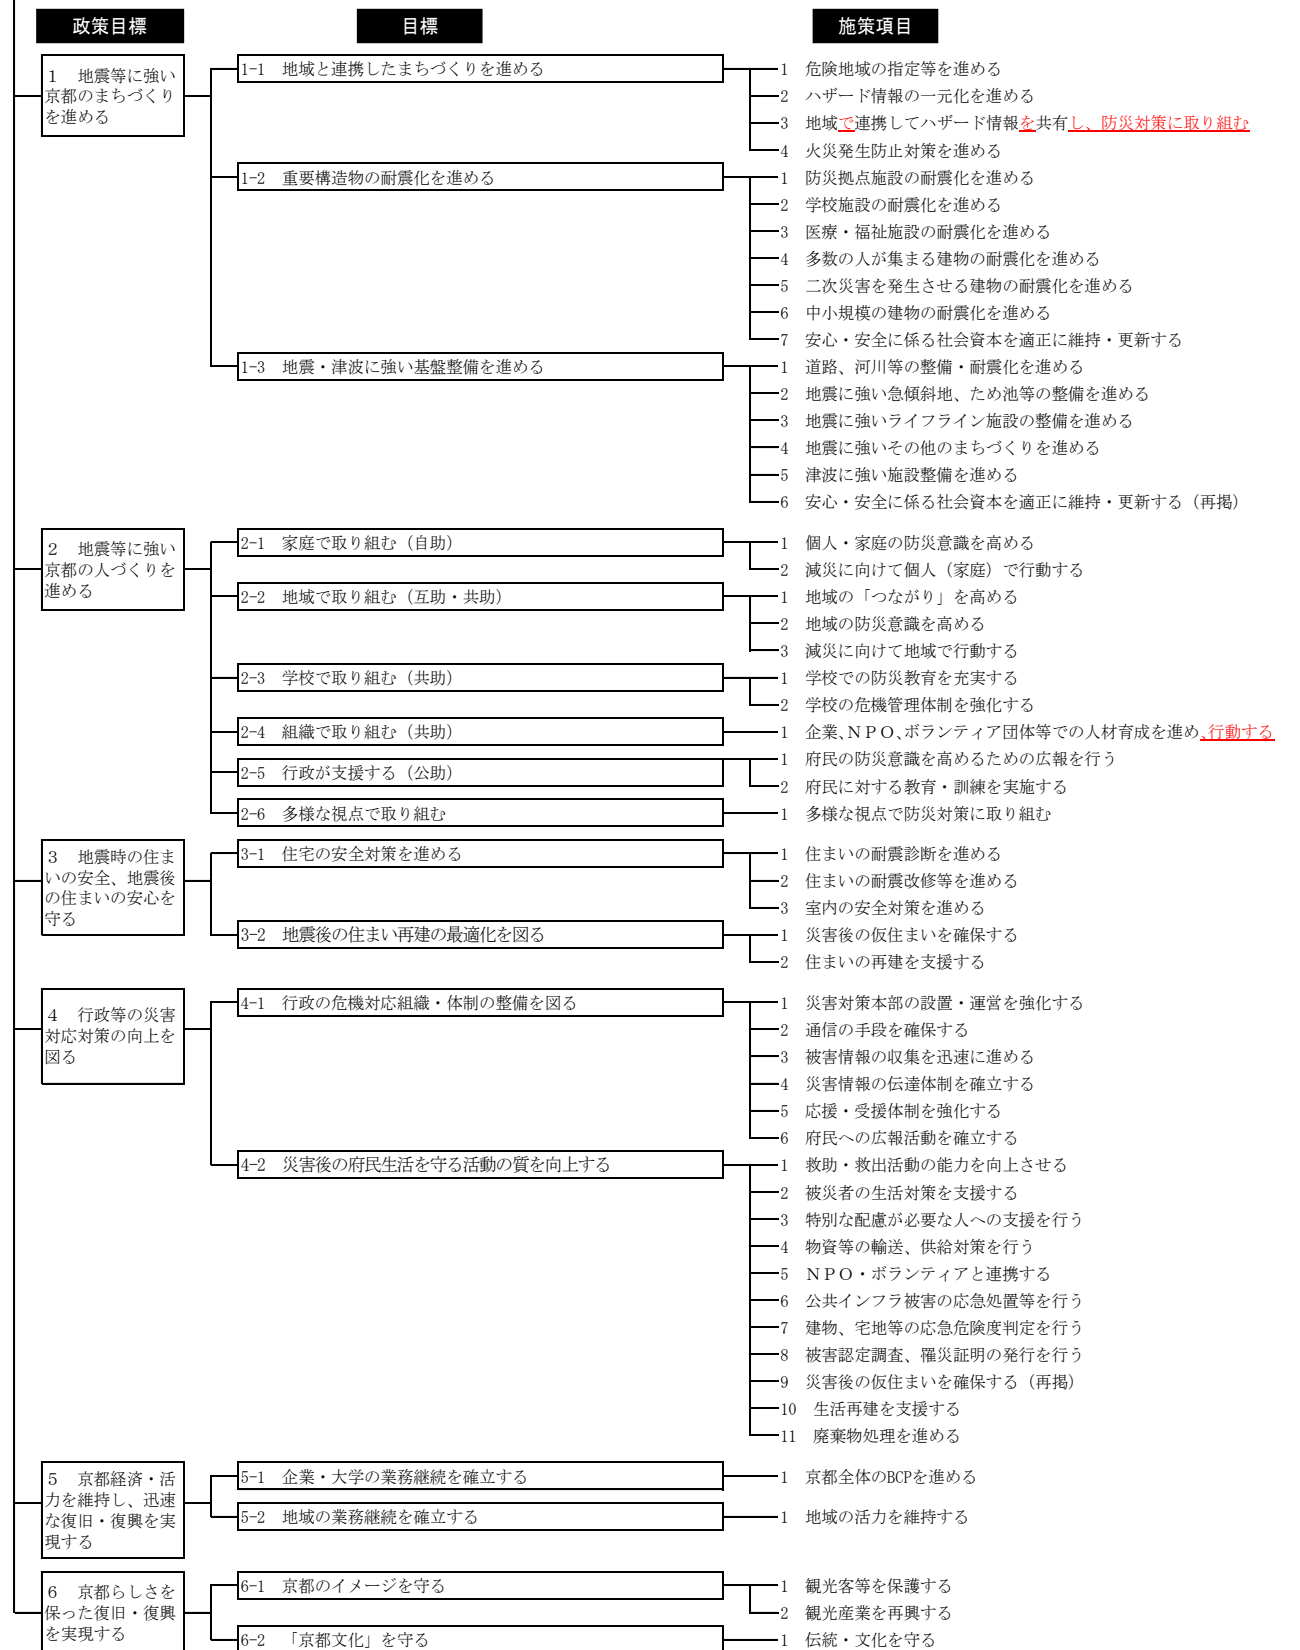 政策目標
目標
施策項目
1　地震等に強い
京都のまちづくり
を進める
1-1　地域と連携したまちづくりを進める
1　危険地域の指定等を進める
2　ハザード情報の一元化を進める
3　地域で連携してハザード情報を共有し、防災対策に取り組む
4　火災発生防止対策を進める
1-2　重要構造物の耐震化を進める
1　防災拠点施設の耐震化を進める
2　学校施設の耐震化を進める
3　医療・福祉施設の耐震化を進める
4　多数の人が集まる建物の耐震化を進める
5　二次災害を発生させる建物の耐震化を進める
6　中小規模の建物の耐震化を進める
7　安心・安全に係る社会資本を適正に維持・更新する
1-3　地震・津波に強い基盤整備を進める
1　道路、河川等の整備・耐震化を進める
2　地震に強い急傾斜地、ため池等の整備を進める
3　地震に強いライフライン施設の整備を進める
4　地震に強いその他のまちづくりを進める
5　津波に強い施設整備を進める
6　安心・安全に係る社会資本を適正に維持・更新する（再掲）
2　地震等に強い
京都の人づくりを
進める
2-1　家庭で取り組む（自助）
1　個人・家庭の防災意識を高める
2　減災に向けて個人（家庭）で行動する
2-2　地域で取り組む（互助・共助）
1　地域の「つながり」を高める
2　地域の防災意識を高める
3　減災に向けて地域で行動する
2-3　学校で取り組む（共助）
1　学校での防災教育を充実する
2　学校の危機管理体制を強化する
2-4　組織で取り組む（共助）
1　企業、ＮＰＯ、ボランティア団体等での人材育成を進め、行動する
2-5　行政が支援する（公助）
1　府民の防災意識を高めるための広報を行う
2　府民に対する教育・訓練を実施する
2-6　多様な視点で取り組む
1　多様な視点で防災対策に取り組む
3　地震時の住ま
いの安全、地震後
の住まいの安心を
守る
3-1　住宅の安全対策を進める
1　住まいの耐震診断を進める
2　住まいの耐震改修等を進める
3　室内の安全対策を進める
3-2　地震後の住まい再建の最適化を図る
1　災害後の仮住まいを確保する
2　住まいの再建を支援する
4　行政等の災害
対応対策の向上を
図る
4-1　行政の危機対応組織・体制の整備を図る
1　災害対策本部の設置・運営を強化する
2　通信の手段を確保する
3　被害情報の収集を迅速に進める
4　災害情報の伝達体制を確立する
5　応援・受援体制を強化する
6　府民への広報活動を確立する
4-2　災害後の府民生活を守る活動の質を向上する
1　救助・救出活動の能力を向上させる
2　被災者の生活対策を支援する
3　特別な配慮が必要な人への支援を行う
4　物資等の輸送、供給対策を行う
5　ＮＰＯ・ボランティアと連携する
6　公共インフラ被害の応急処置等を行う
7　建物、宅地等の応急危険度判定を行う
8　被害認定調査、罹災証明の発行を行う
9　災害後の仮住まいを確保する（再掲）
10　生活再建を支援する
11　廃棄物処理を進める
5　京都経済・活
力を維持し、迅速
な復旧・復興を実
現する
5-1　企業・大学の業務継続を確立する
1　京都全体のBCPを進める
5-2　地域の業務継続を確立する
1　地域の活力を維持する
6　京都らしさを
保った復旧・復興
を実現する
6-1　京都のイメージを守る
1　観光客等を保護する
2　観光産業を再興する
6-2　「京都文化」を守る
1　伝統・文化を守る